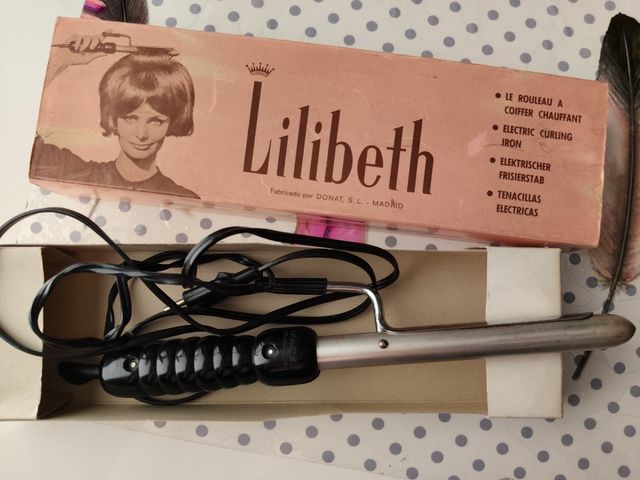 Lilibeth
Fabricado por DONAT, S. L. - MADRID
• LE ROULEAU A
COIFFER CHAUFFANT
• ELECTRIC CURLING
IRON
• ELEKTRISCHER
FRISIERSTAB
• TENACILLAS
ELECTRICAS